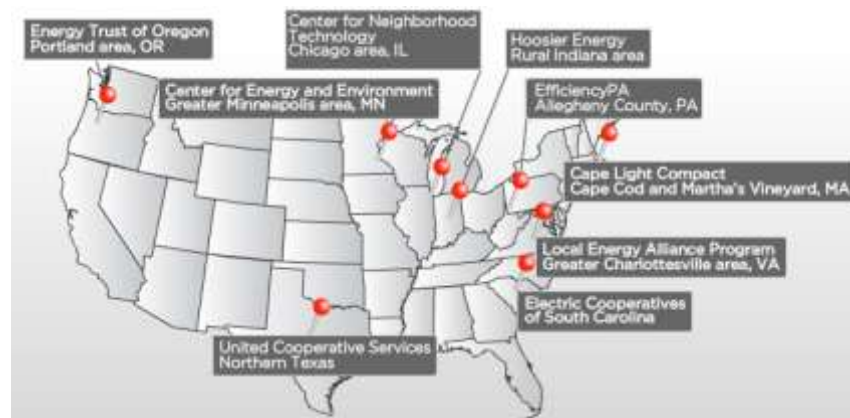 Energy Trust of Oregon
Portland area, OR
Center for Neighborhood
Technology
Chicago area, IL
Hoosier Energy
Rural Indiana area
Center for Energy and Environment
Greater Minneapolis area, MN
EfficiencyPA
Allegheny County, PA
Cape Light Compact
Cape Cod and Martha's Vineyard, MA
Local Energy Alliance Program
Greater Charlottesville area, VA
Electric Cooperatives
of South Carolina
United Cooperative Services
Northern Texas